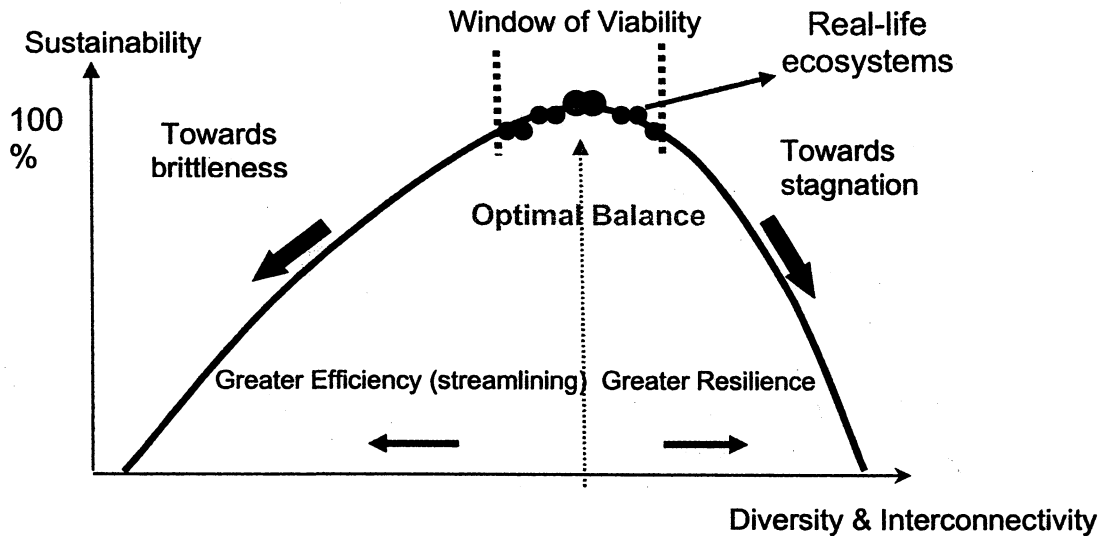 Window of Viability
Real-life
ecosystems
Sustainability
100
%
Towards
brittleness
Towards
stagnation
Optimal Balance
Greater Efficiency (streamlining)
Greater Resilience
Diversity & Interconnectivity